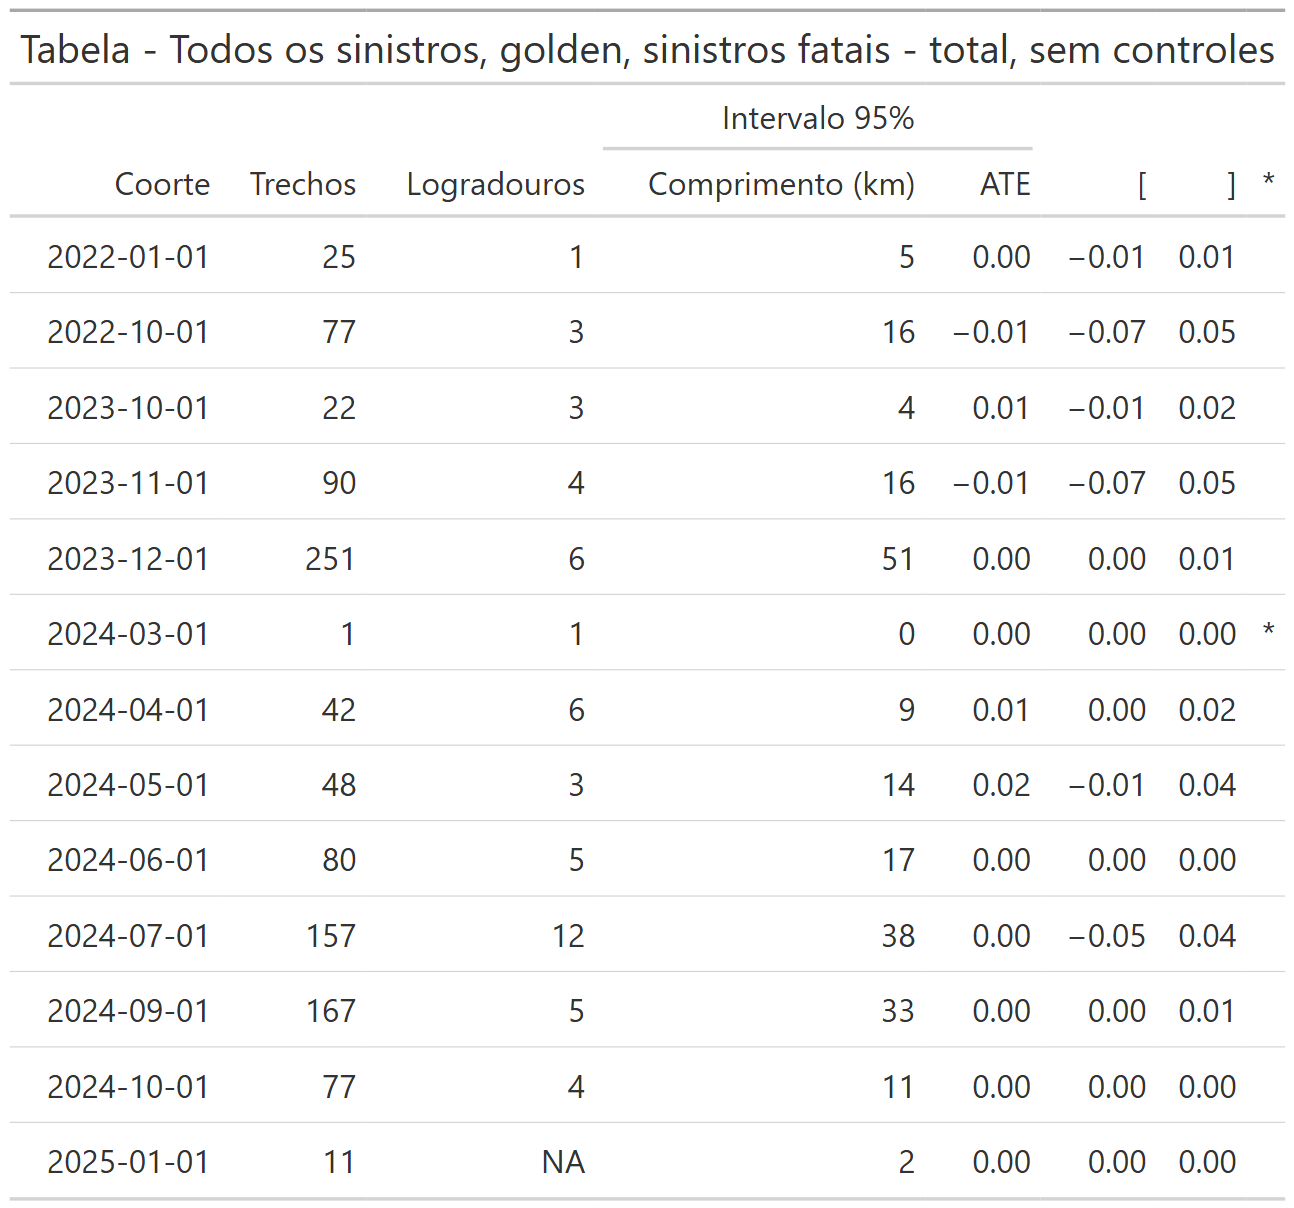 Tabela - Todos os sinistros, golden, sinistros fatais - total, sem controles
Intervalo 95%
Coorte Trechos Logradouros Comprimento (km) ATE [ ] *
2022-01-01 25 1 5 0.00 −0.01 0.01
2022-10-01 77 3 16 −0.01 −0.07 0.05
2023-10-01 22 3 4 0.01 −0.01 0.02
2023-11-01 90 4 16 −0.01 −0.07 0.05
2023-12-01 251 6 51 0.00 0.00 0.01
2024-03-01 1 1 0 0.00 0.00 0.00 *
2024-04-01 42 6 9 0.01 0.00 0.02
2024-05-01 48 3 14 0.02 −0.01 0.04
2024-06-01 80 5 17 0.00 0.00 0.00
2024-07-01 157 12 38 0.00 −0.05 0.04
2024-09-01 167 5 33 0.00 0.00 0.01
2024-10-01 77 4 11 0.00 0.00 0.00
2025-01-01 11 NA 2 0.00 0.00 0.00